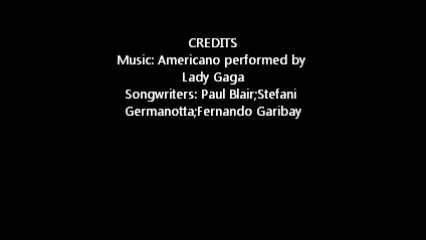 CREDITS
Music: Americano performed by
Lady Gaga
Songwriters: Paul Blair;Stefani
Germanotta;Fernando Garibay